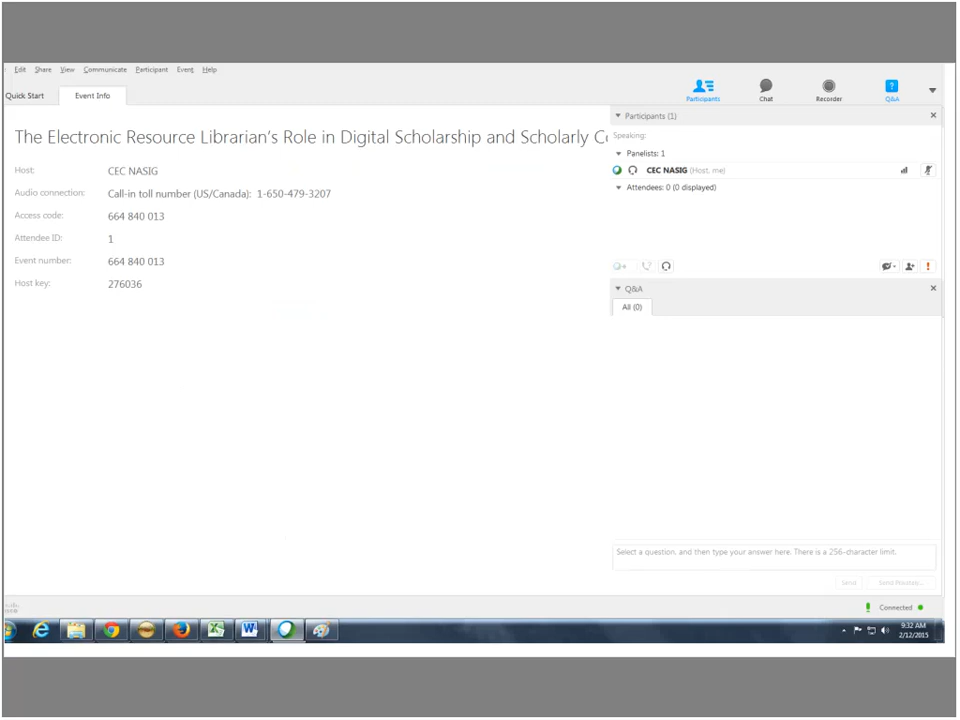 Edit Share View Communicate Participant Event Help
Quick Start Event Info
Participants Chat Recorder Q&A
The Electronic Resource Librarian's Role in Digital Scholarship and Scholarly Co
Host: CEC NASIG
Audio connection: Call-in toll number (US/Canada): 1-650-479-3207
Access code: 664 840 013
Attendee ID: 1
Event number: 664 840 013
Host key: 276036
Participants (1)
Speaking:
Panelists: 1
CEC NASIG (Host, me)
Attendees: 0 (0 displayed)
Q&A
All (0)
Select a question, and then type your answer here. There is a 256-character limit.
Send Send Privately...
Connected
9:32 AM
2/12/2015